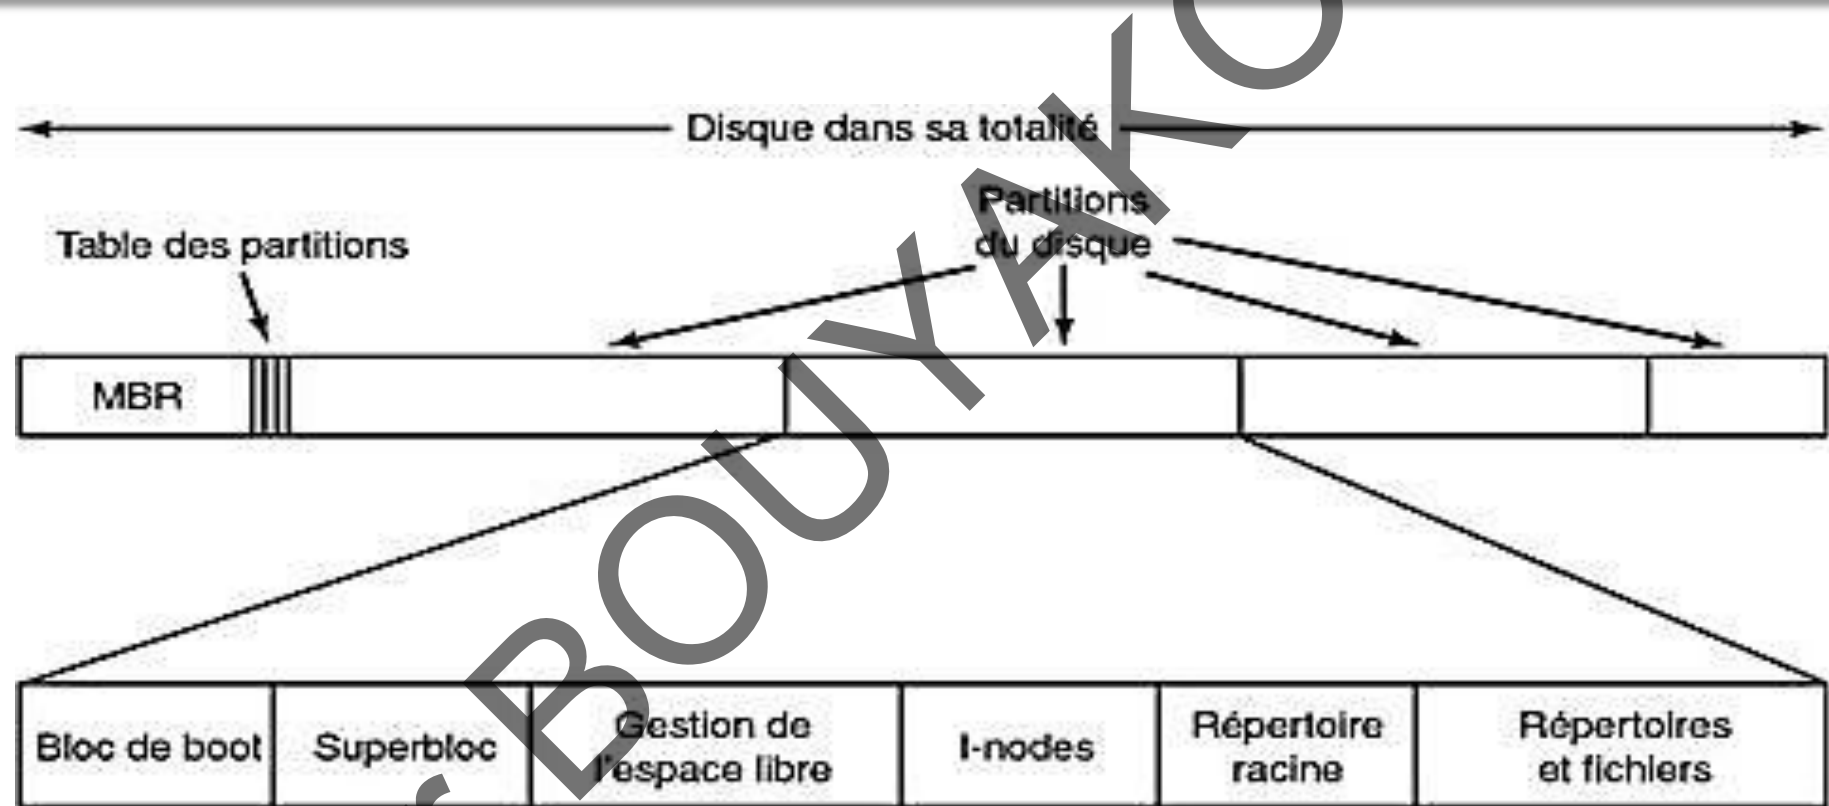 Disque dans sa totalité
Partitions
du disque
Table des partitions
MBR
Bloc de boot
Superbloc
Gestion de
l'espace libre
I-nodes
Répertoire
racine
Répertoires
et fichiers